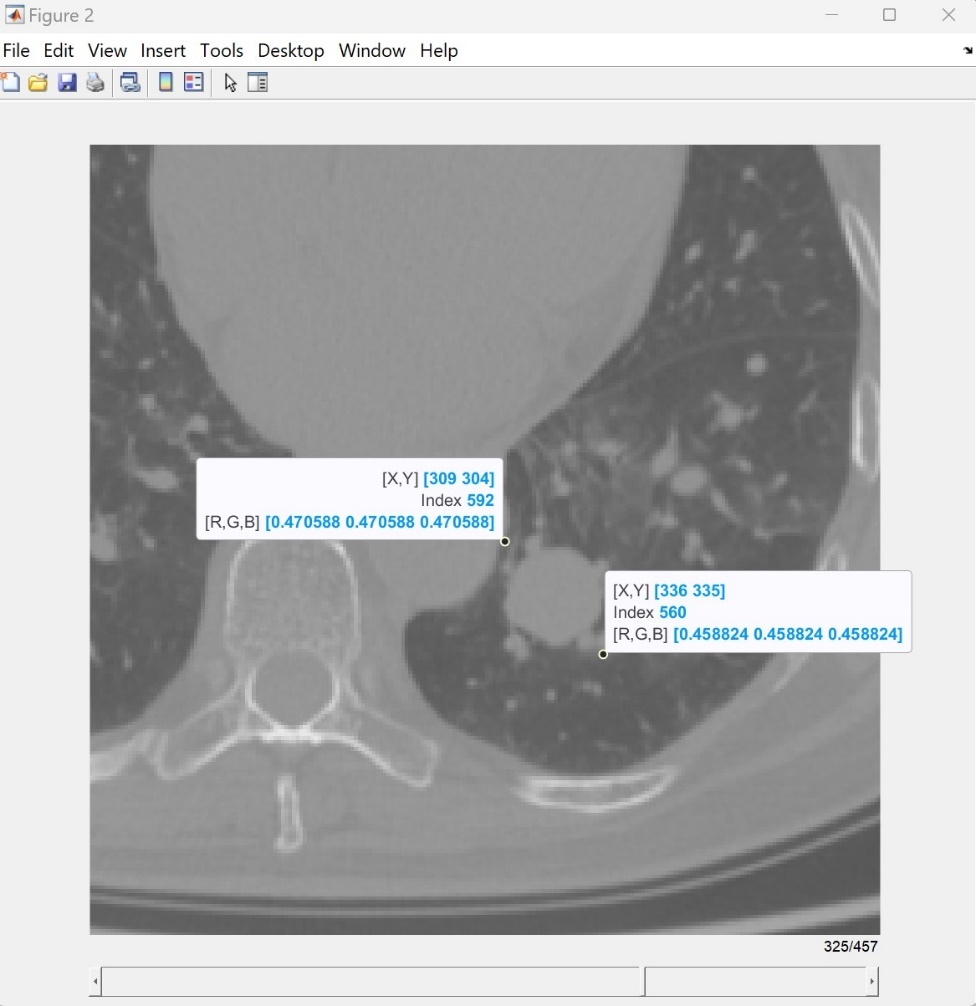 Figure 2
File Edit View Insert Tools Desktop Window Help
[X,Y] [309 304]
Index 592
[R,G,B] [0.470588 0.470588 0.470588]
[X,Y] [336 335]
Index 560
[R,G,B] [0.458824 0.458824 0.458824]
325/457